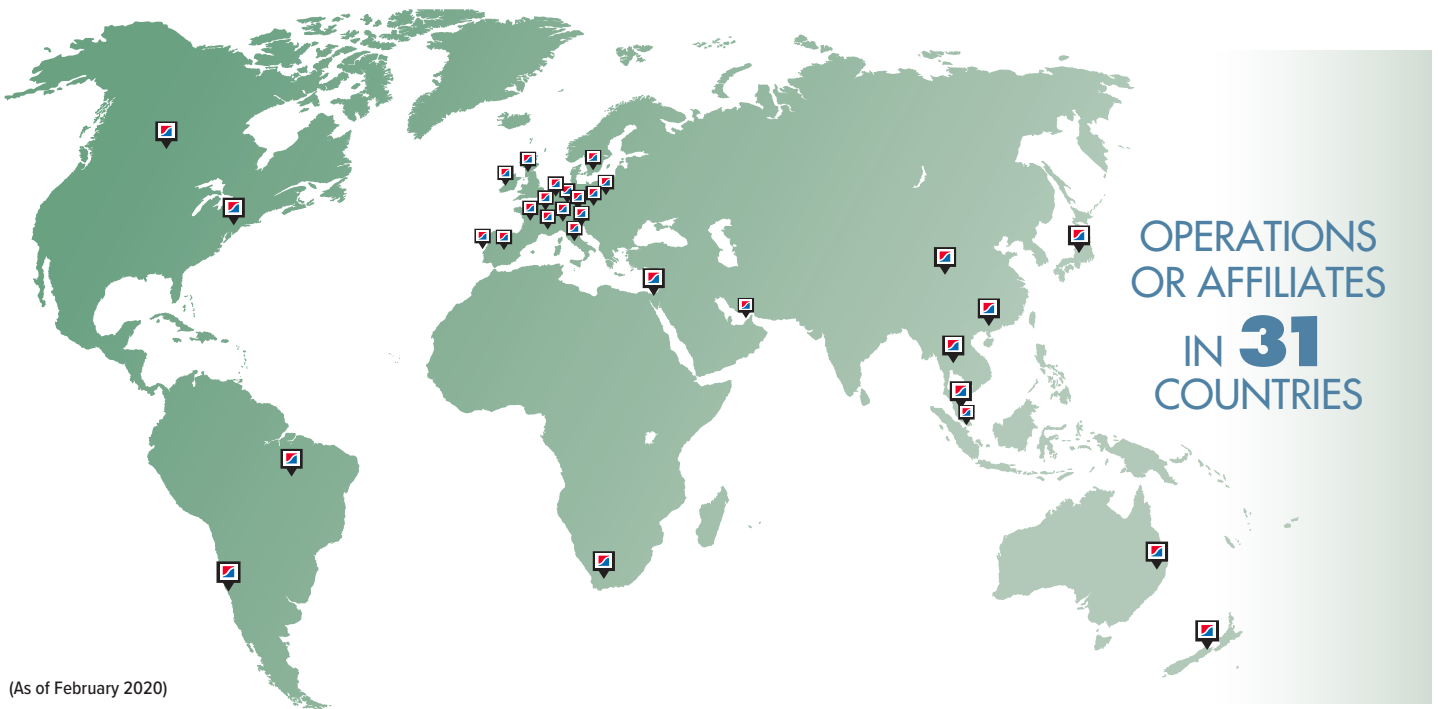 OPERATIONS
OR AFFILIATES
IN 31
COUNTRIES
(As of February 2020)